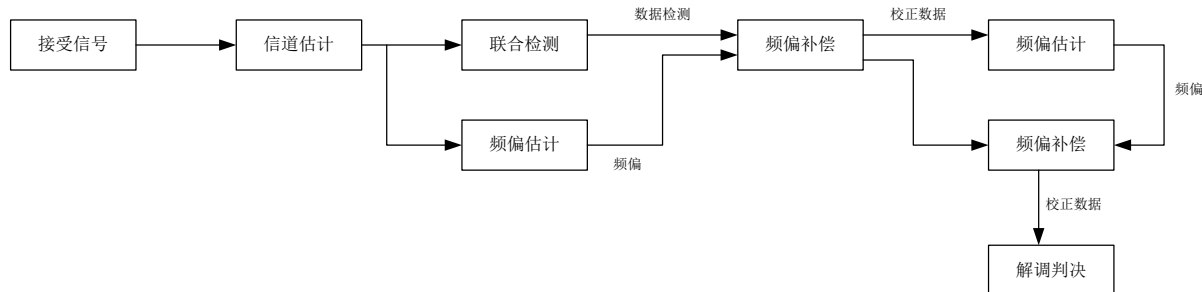 接受信号
信道估计
联合检测
数据检测
频偏补偿
校正数据
频偏估计
频偏
频偏估计
频偏
频偏补偿
校正数据
解调判决